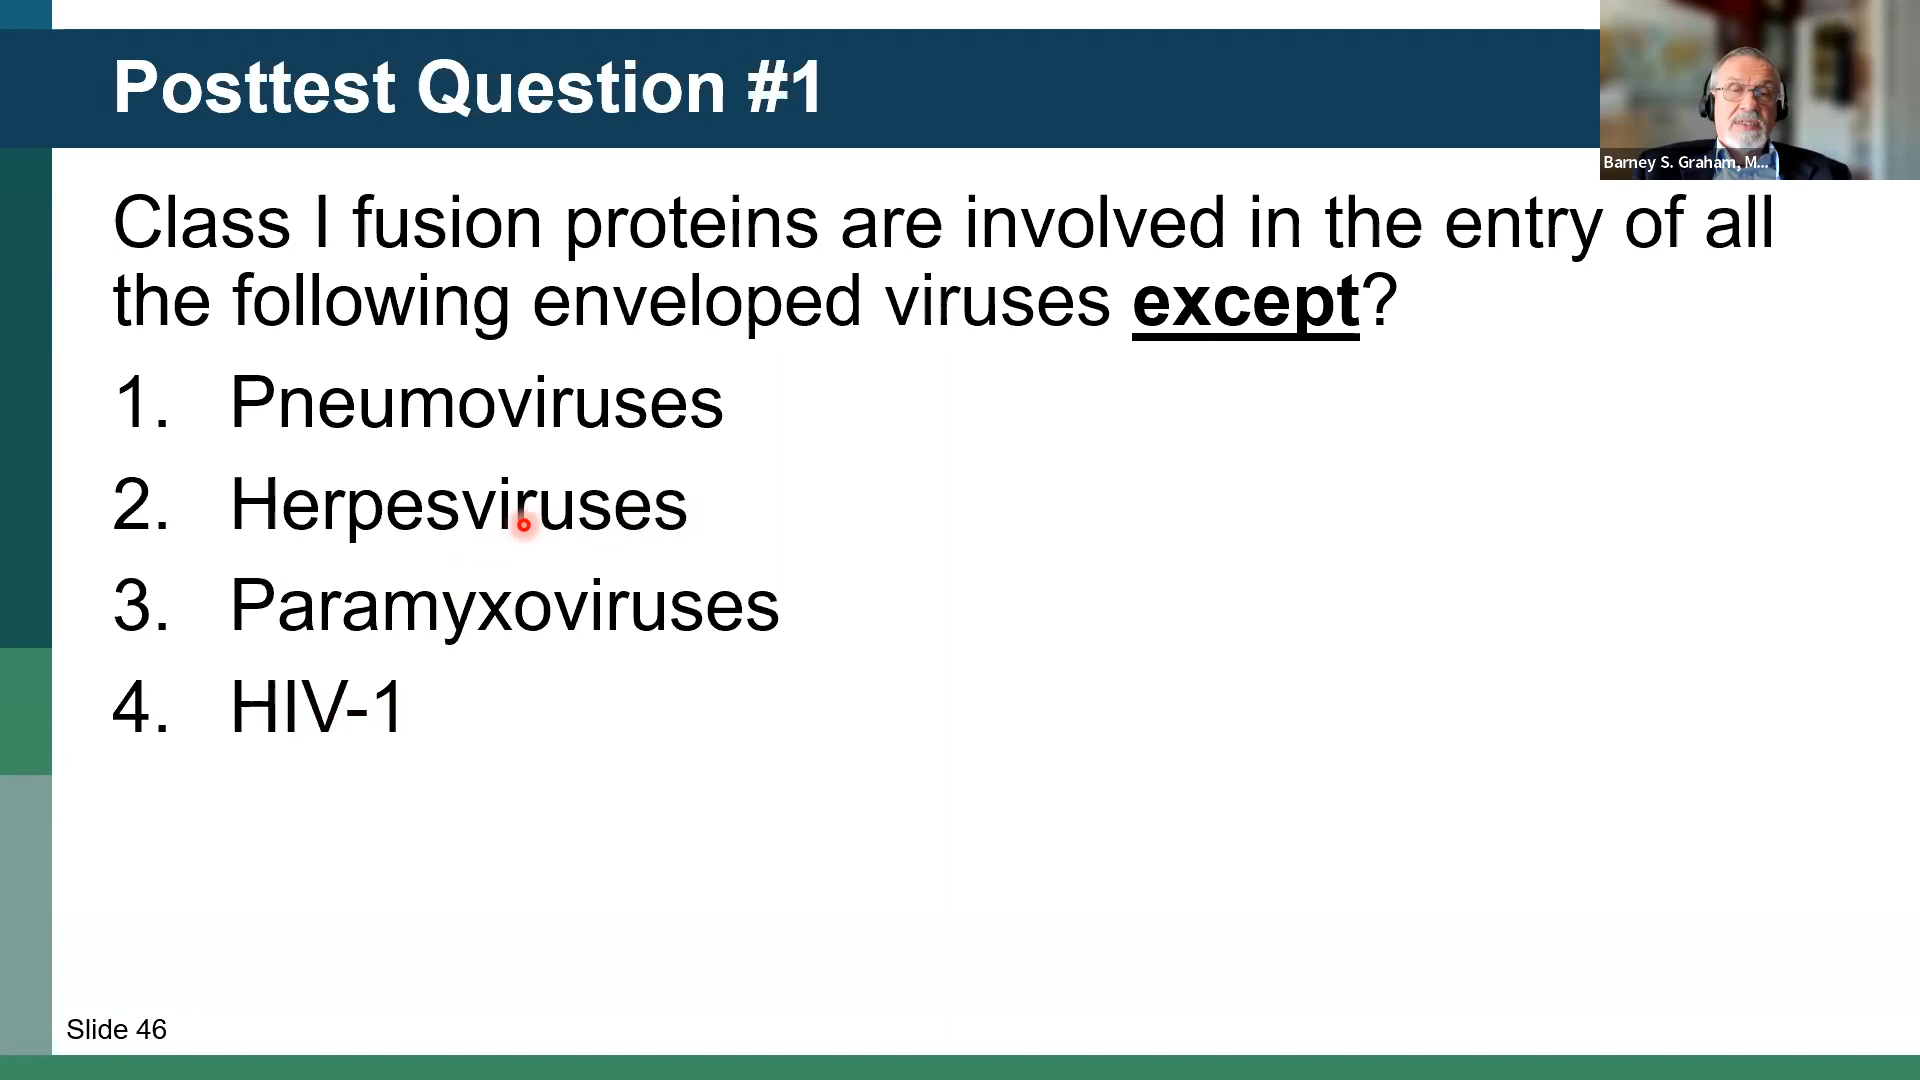 Posttest Question #1
Barney S. Graham, M...
Class I fusion proteins are involved in the entry of all
the following enveloped viruses except?
1. Pneumoviruses
2. Herpesviruses
3. Paramyxoviruses
4. HIV-1
Slide 46